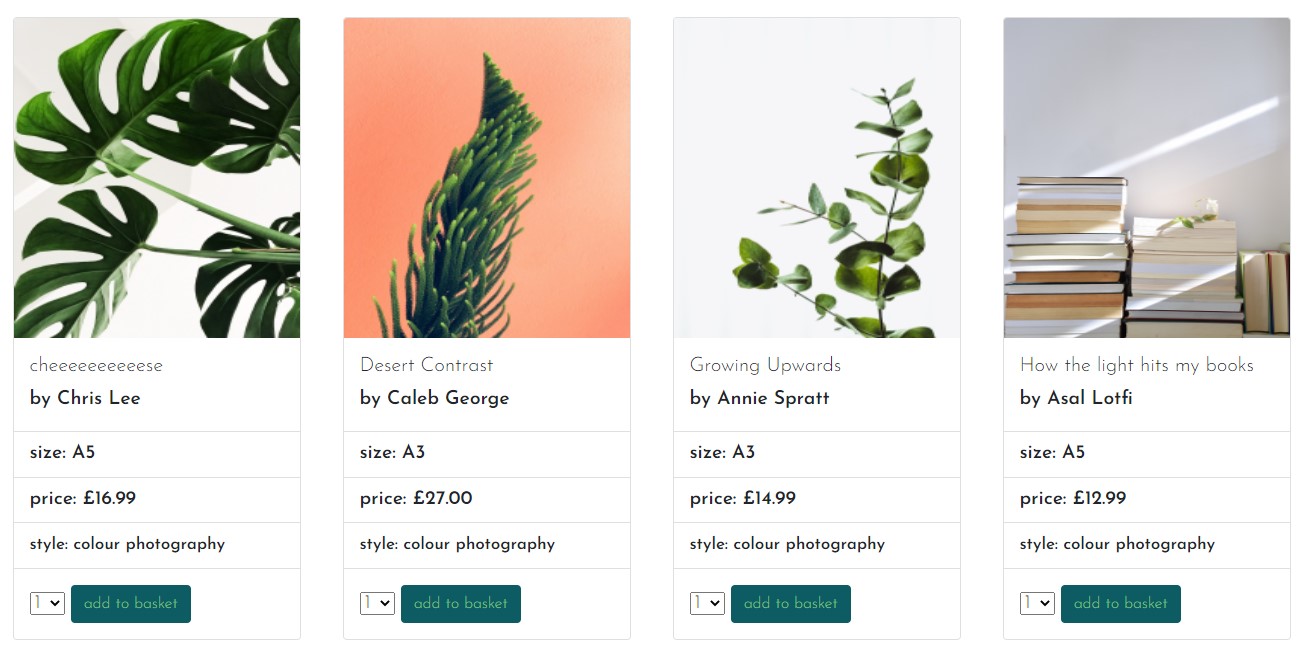 cheeeeeeeeeese
by Chris Lee
size: A5
price: £16.99
style: colour photography
1 add to basket
Desert Contrast
by Caleb George
size: A3
price: £27.00
style: colour photography
1 add to basket
Growing Upwards
by Annie Spratt
size: A3
price: £14.99
style: colour photography
1 add to basket
How the light hits my books
by Asal Lotfi
size: A5
price: £12.99
style: colour photography
1 add to basket